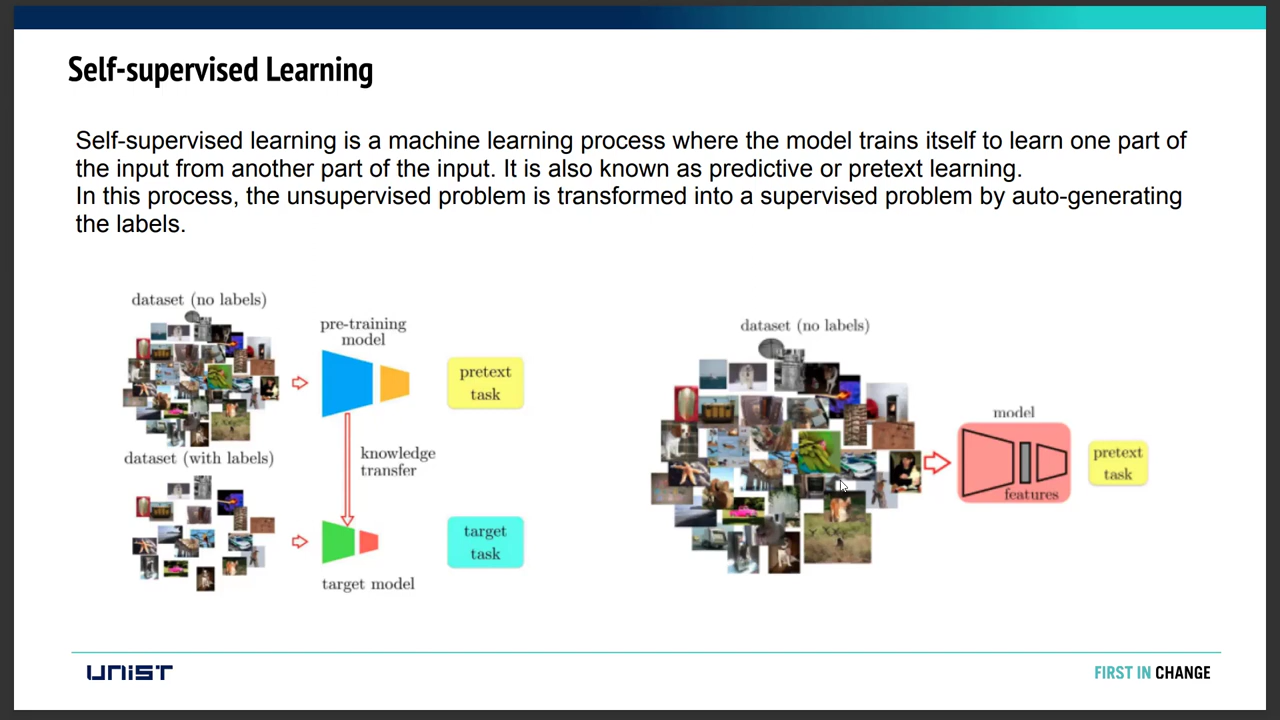 Self-supervised Learning
Self-supervised learning is a machine learning process where the model trains itself to learn one part of
the input from another part of the input. It is also known as predictive or pretext learning.
In this process, the unsupervised problem is transformed into a supervised problem by auto-generating
the labels.
dataset (no labels)
pre-training
model
pretext
task
knowledge
transfer
dataset (with labels)
target
task
target model
dataset (no labels)
model
features
pretext
task
UNIST
FIRST IN CHANGE